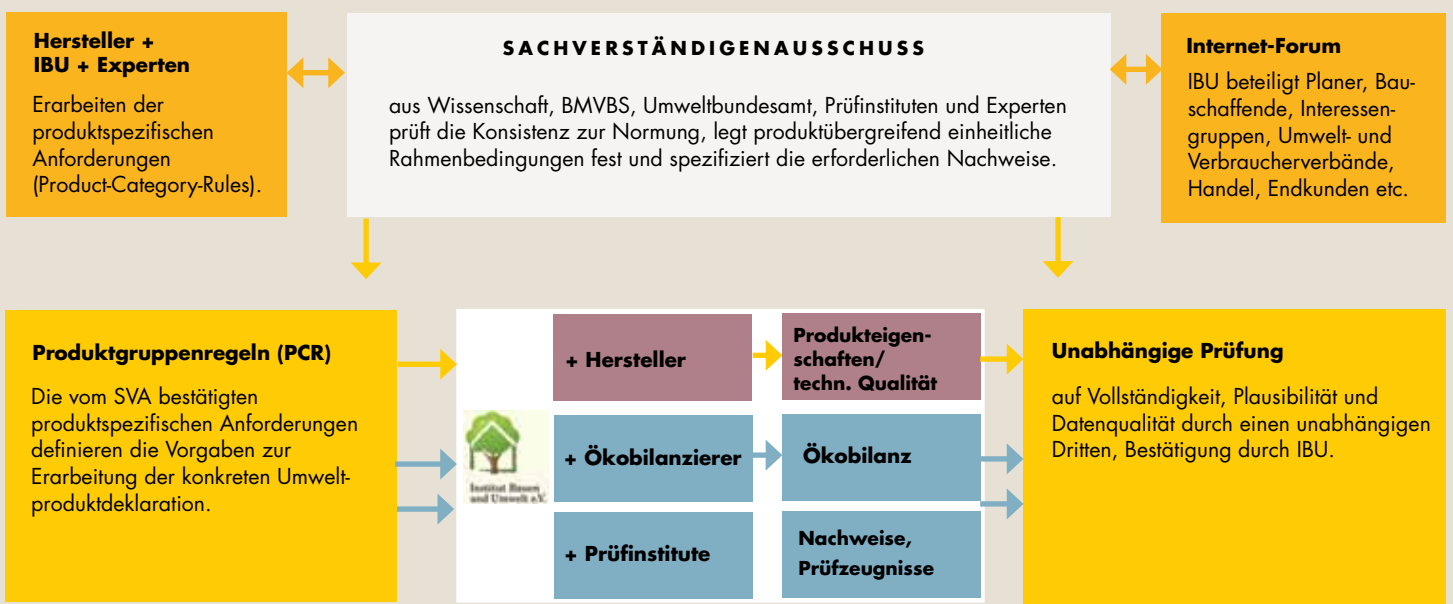 Hersteller +
IBU + Experten
Erarbeiten der
produktspezifischen
Anforderungen
(Product-Category-Rules).
SACHVERSTÄNDIGENAUSSCHUSS
aus Wissenschaft, BMVBS, Umweltbundesamt, Prüfinstituten und Experten
prüft die Konsistenz zur Normung, legt produktübergreifend einheitliche
Rahmenbedingungen fest und spezifiziert die erforderlichen Nachweise.
Internet-Forum
IBU beteiligt Planer, Bau-
schaffende, Interessen-
gruppen, Umwelt- und
Verbraucherverbände,
Handel, Endkunden etc.
Produktgruppenregeln (PCR)
Die vom SVA bestätigten
produktspezifischen Anforderungen
definieren die Vorgaben zur
Erarbeitung der konkreten Umwelt-
produktdeklaration.
Institut Bauen
und Umwelt e.V.
+ Hersteller
Produkteigen-
schaften/
techn. Qualität
+ Ökobilanzierer
Ökobilanz
+ Prüfinstitute
Nachweise,
Prüfzeugnisse
Unabhängige Prüfung
auf Vollständigkeit, Plausibilität und
Datenqualität durch einen unabhängigen
Dritten, Bestätigung durch IBU.